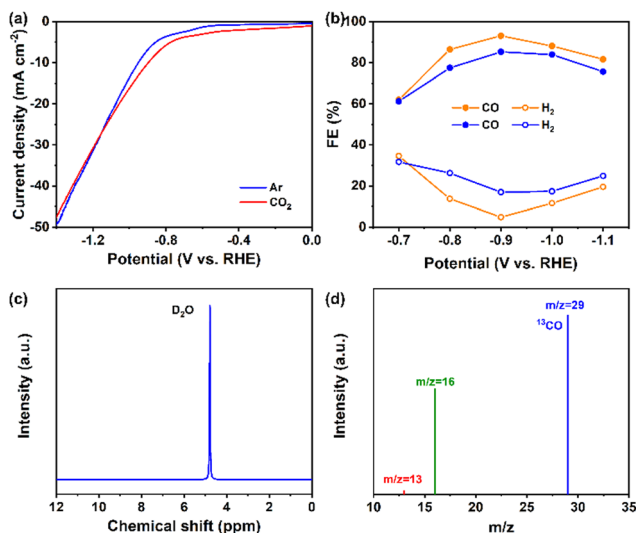 (a)
Current density (mA cm⁻²)
0
-10
-20
-30
-40
-50
Ar
CO₂
-1.2
-0.8
-0.4
0.0
Potential (V vs. RHE)
(b)
FE (%)
100
80
60
40
20
0
CO
H₂
CO
H₂
-0.7
-0.8
-0.9
-1.0
-1.1
Potential (V vs. RHE)
(c)
Intensity (a.u.)
D₂O
12
10
8
6
4
2
0
Chemical shift (ppm)
(d)
Intensity (a.u.)
m/z=29
¹³CO
m/z=16
m/z=13
10
15
20
25
30
35
m/z